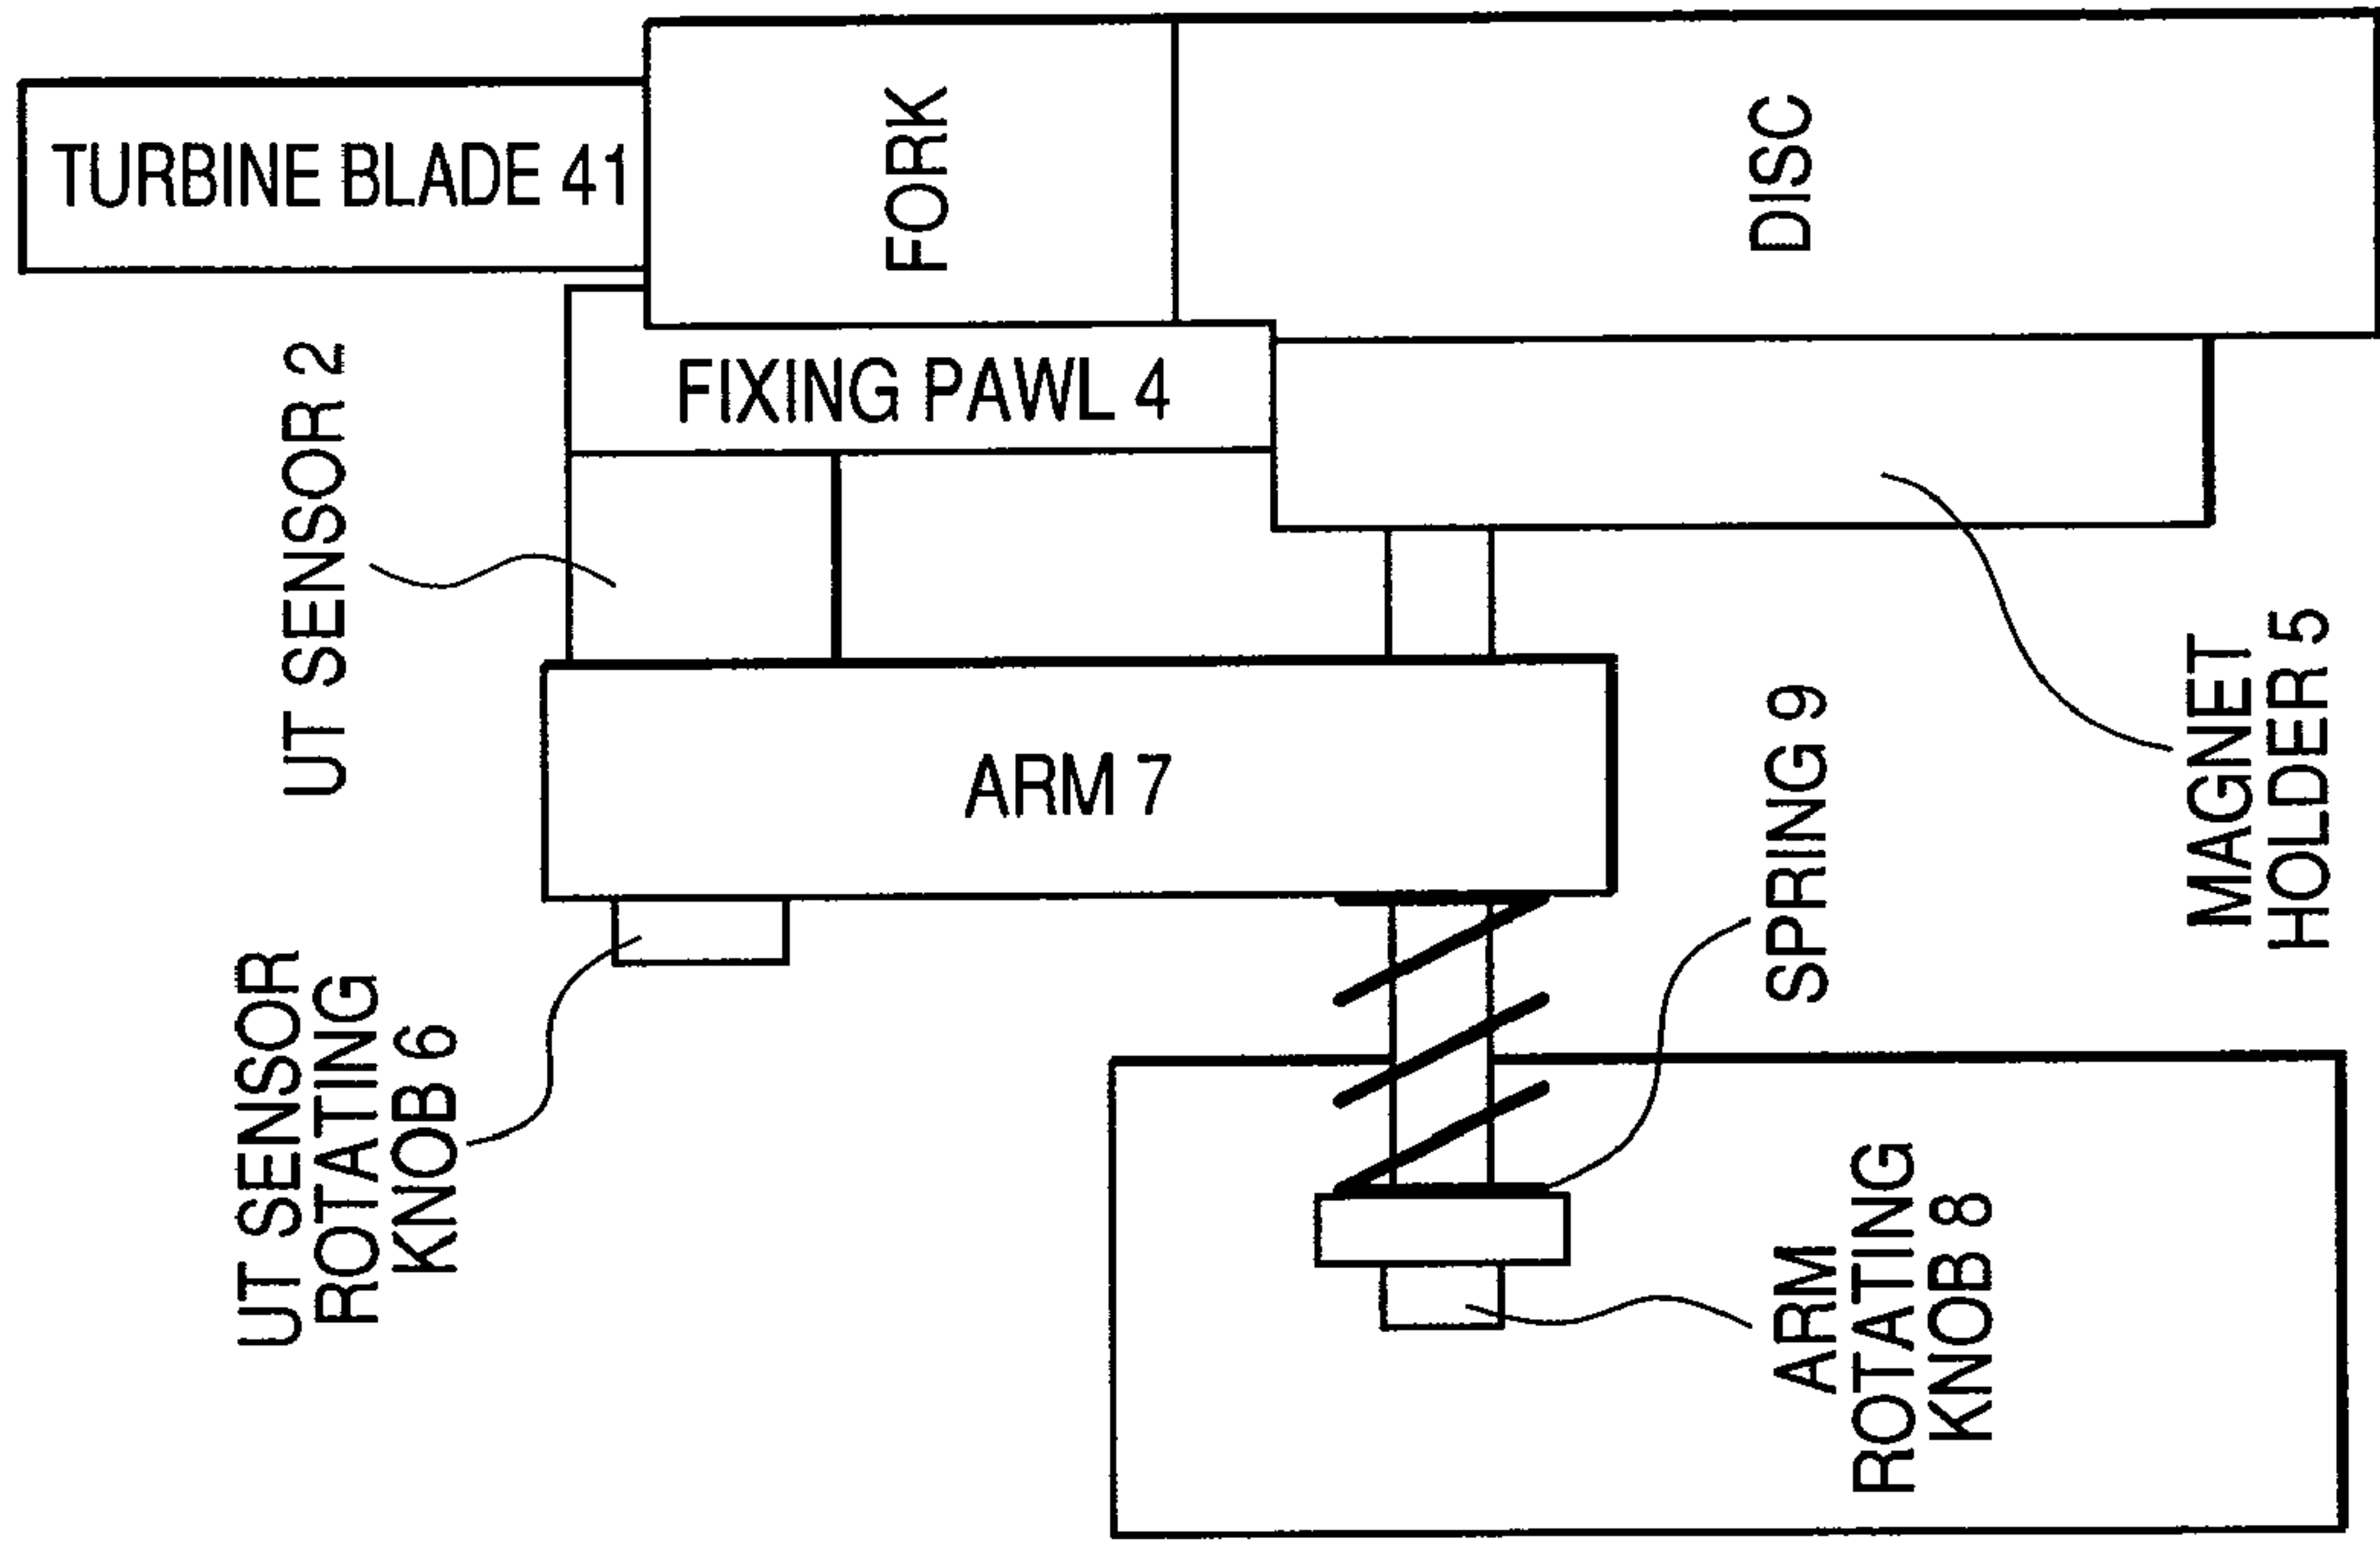 TURBINE BLADE 41
FORK
DISC
FIXING PAWL 4
UT SENSOR 2
ARM 7
SPRING 9
MAGNET
HOLDER 5
UT SENSOR
ROTATING
KNOB 6
ARM
ROTATING
KNOB 8